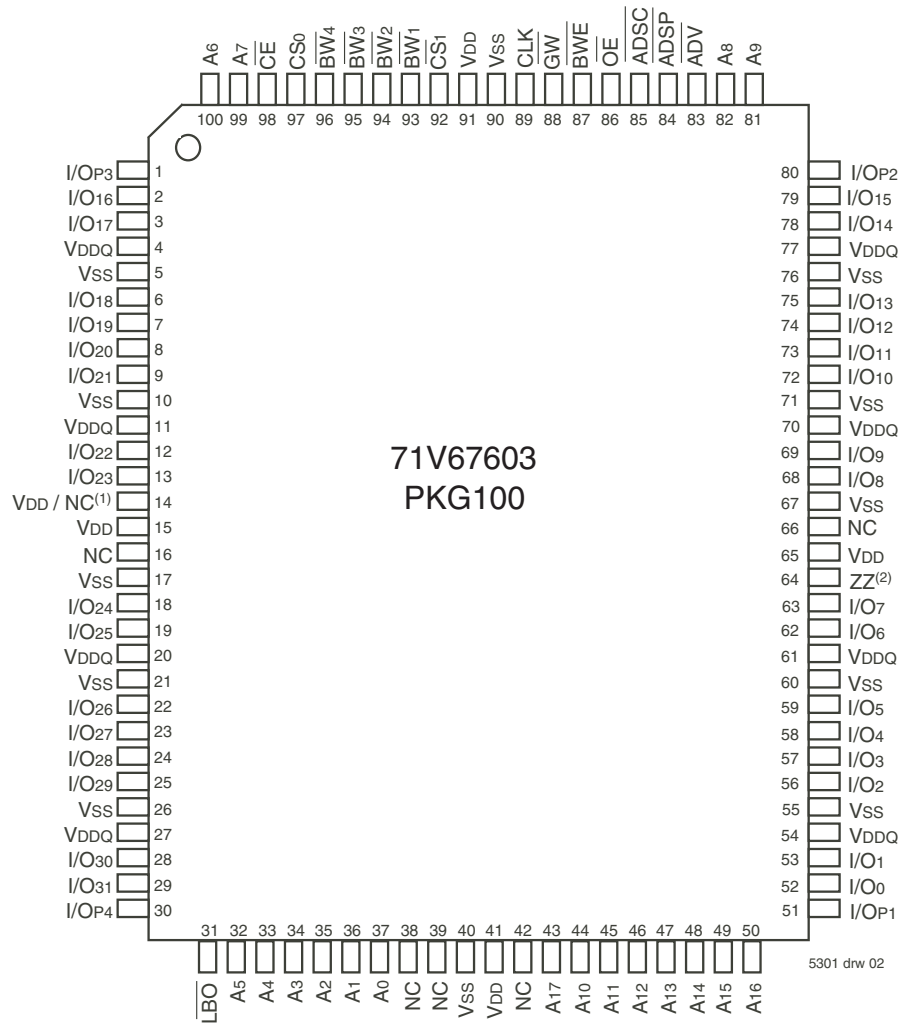 A6 A7 CE CS0 BW4 BW3 BW2 BW1 CS1 VDD VSS CLK GW BWE OE ADSC ADSP ADV A8 A9
100 99 98 97 96 95 94 93 92 91 90 89 88 87 86 85 84 83 82 81
I/OP3 1 80 I/OP2
I/O16 2 79 I/O15
I/O17 3 78 I/O14
VDDQ 4 77 VDDQ
VSS 5 76 VSS
I/O18 6 75 I/O13
I/O19 7 74 I/O12
I/O20 8 73 I/O11
I/O21 9 72 I/O10
VSS 10 71 VSS
VDDQ 11 70 VDDQ
I/O22 12 69 I/O9
I/O23 13 68 I/O8
VDD / NC(1) 14 67 VSS
VDD 15 66 NC
NC 16 65 VDD
VSS 17 64 ZZ(2)
I/O24 18 63 I/O7
I/O25 19 62 I/O6
VDDQ 20 61 VDDQ
VSS 21 60 VSS
I/O26 22 59 I/O5
I/O27 23 58 I/O4
I/O28 24 57 I/O3
I/O29 25 56 I/O2
VSS 26 55 VSS
VDDQ 27 54 VDDQ
I/O30 28 53 I/O1
I/O31 29 52 I/O0
I/OP4 30 51 I/OP1
71V67603
PKG100
31 32 33 34 35 36 37 38 39 40 41 42 43 44 45 46 47 48 49 50
LBO A5 A4 A3 A2 A1 A0 NC NC VSS VDD NC A17 A10 A11 A12 A13 A14 A15 A16
5301 drw 02